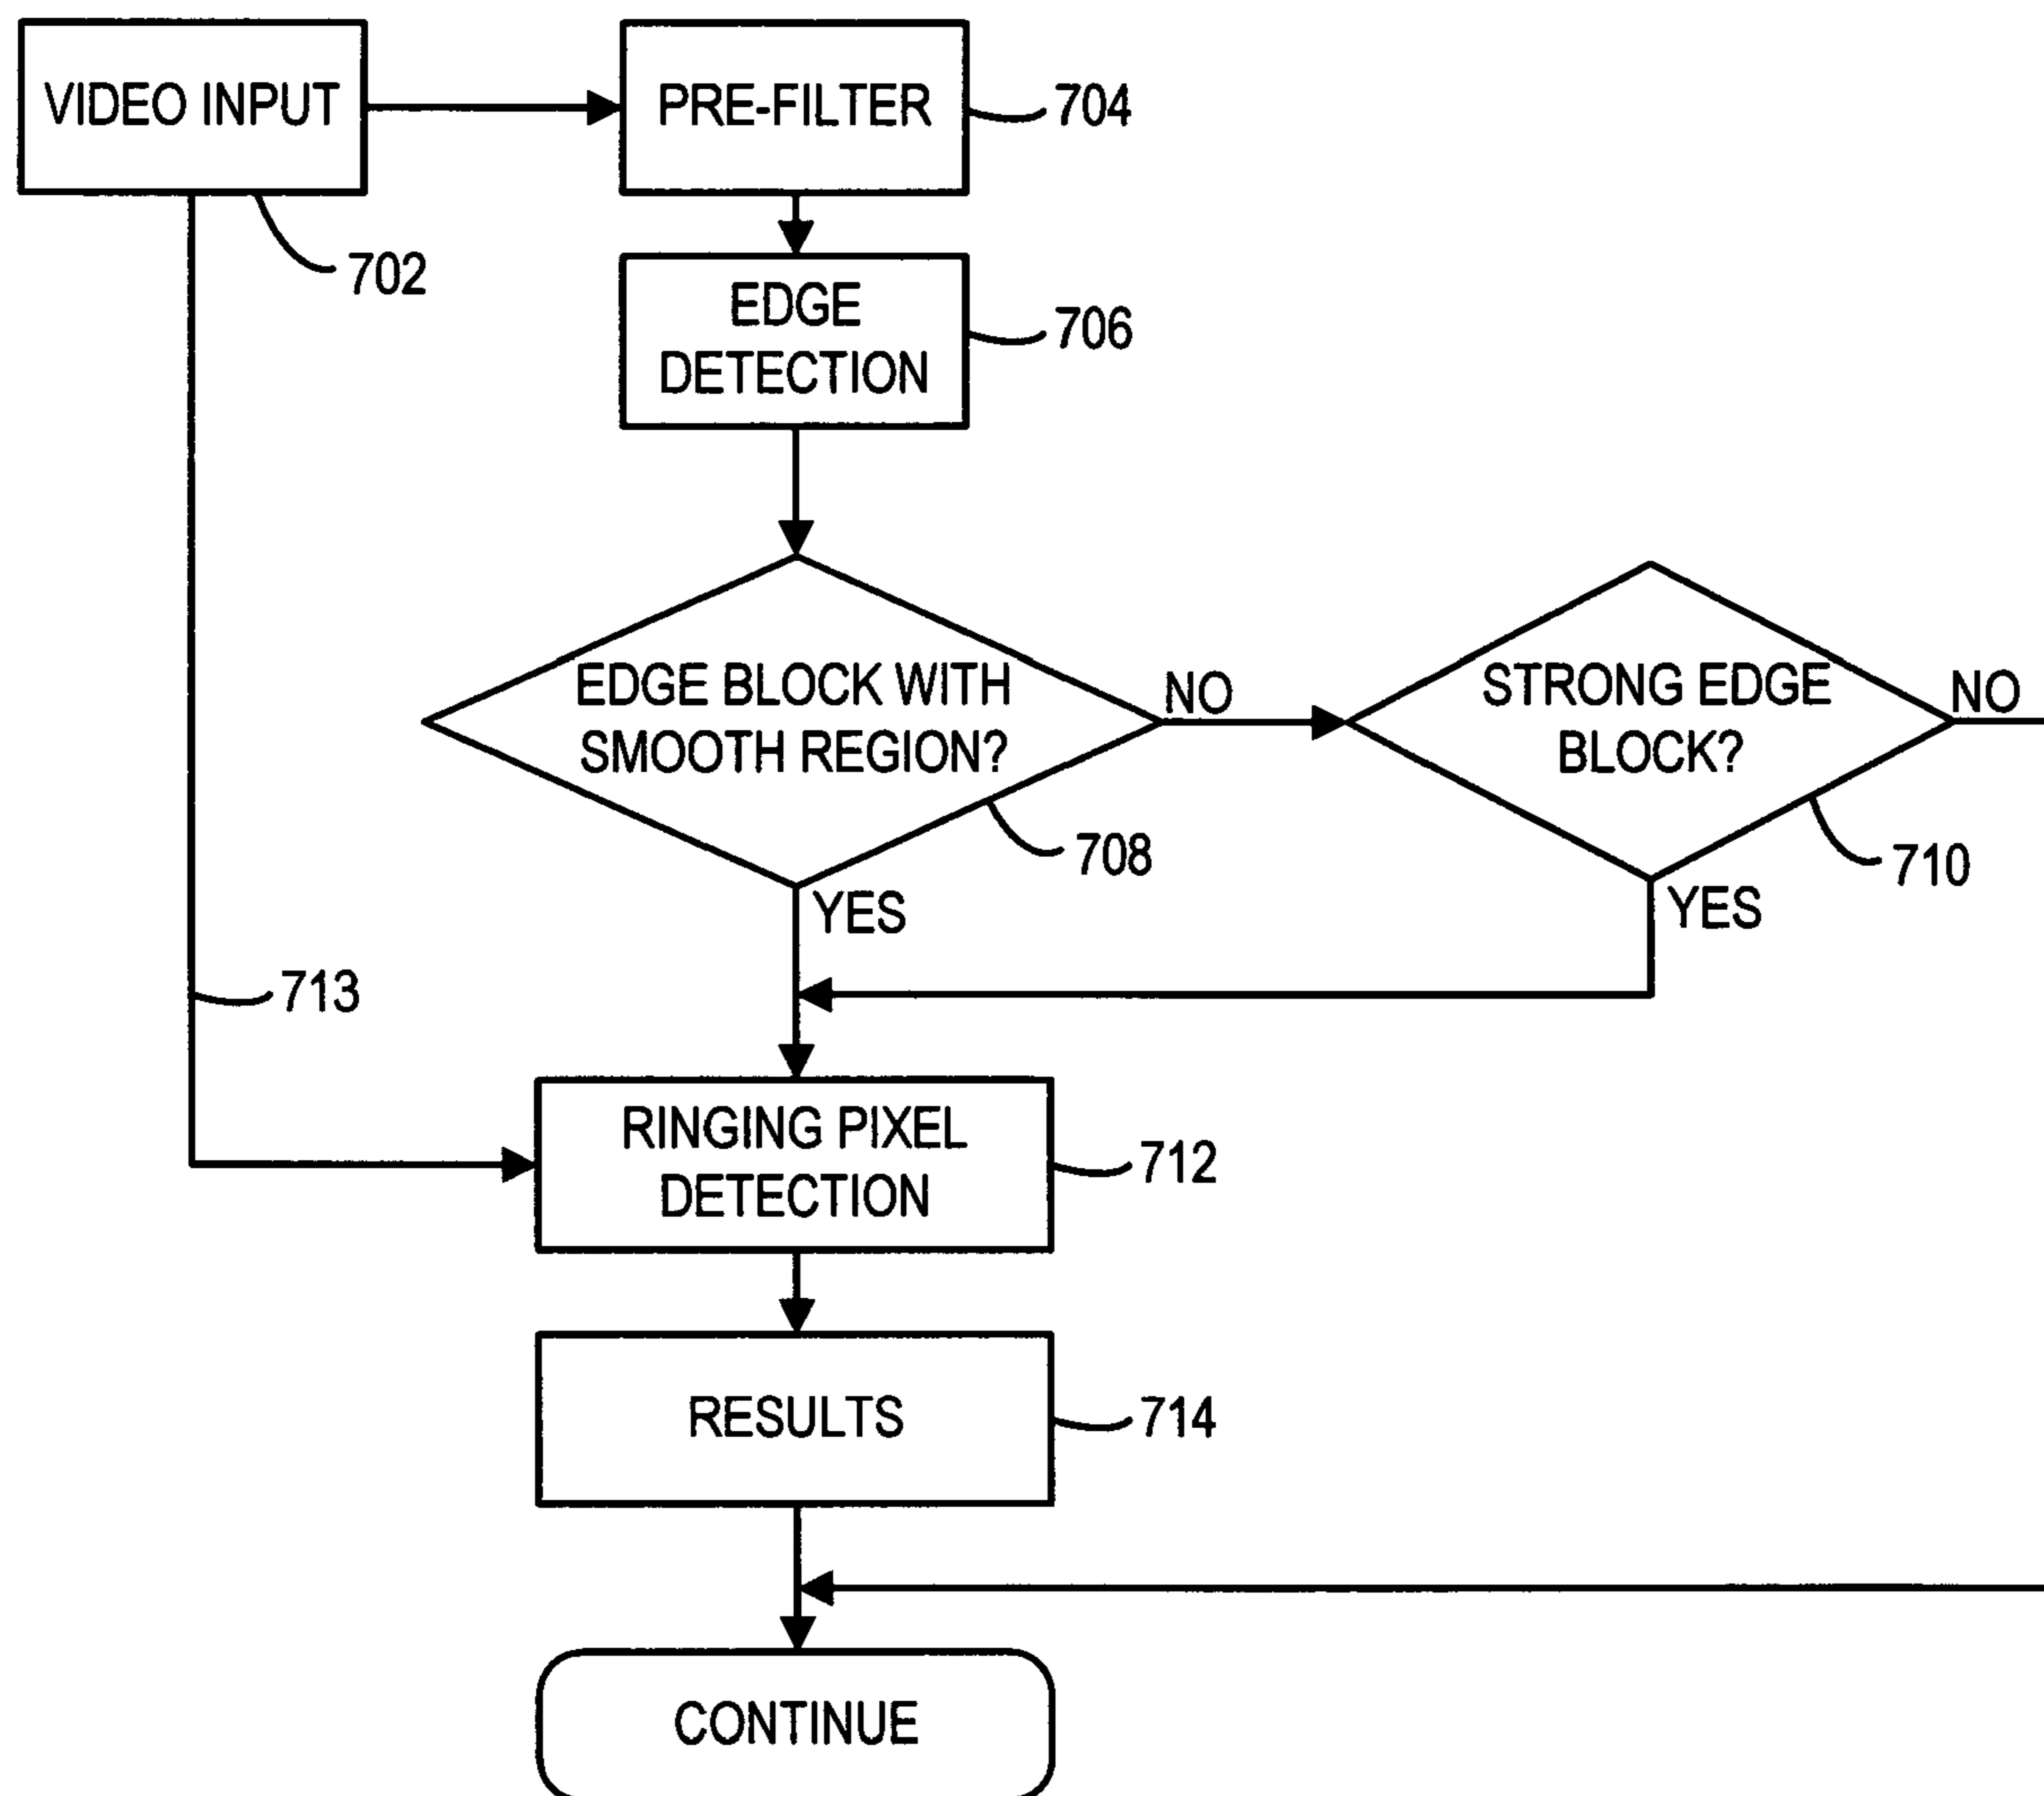 VIDEO INPUT
702
PRE-FILTER
704
EDGE
DETECTION
706
EDGE BLOCK WITH
SMOOTH REGION?
708
NO
YES
STRONG EDGE
BLOCK?
710
NO
YES
713
RINGING PIXEL
DETECTION
712
RESULTS
714
CONTINUE